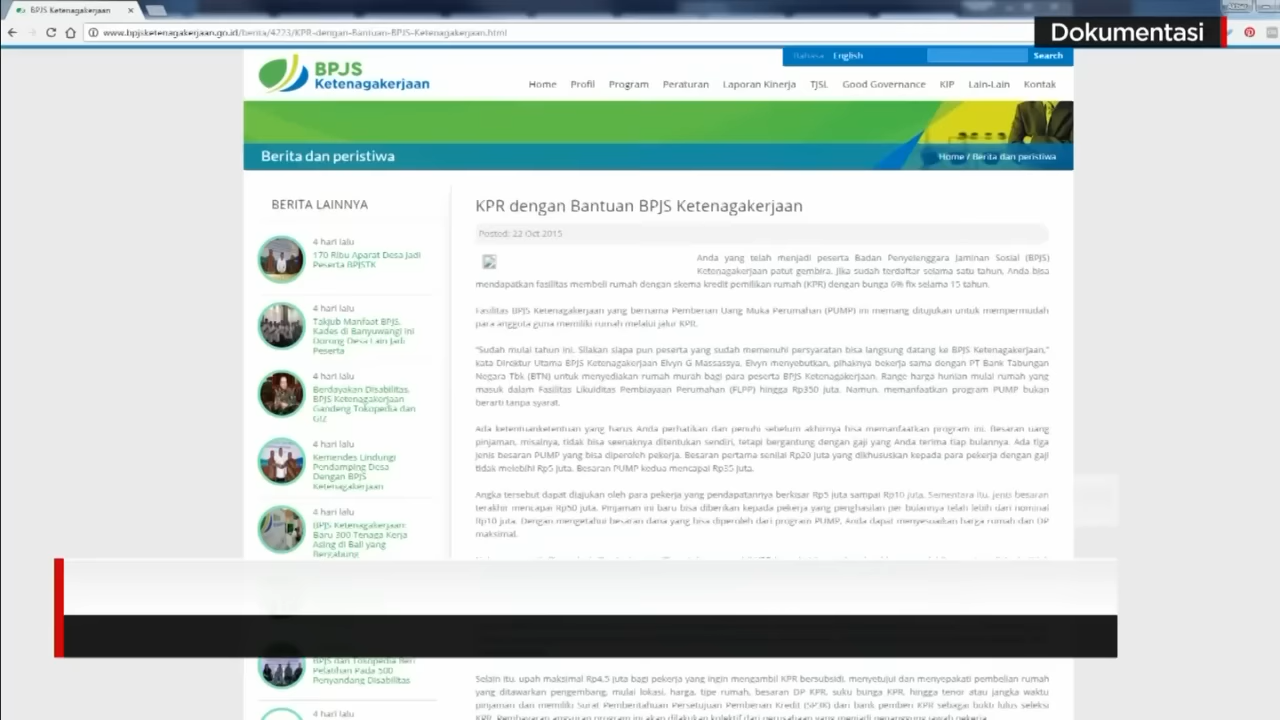 BPJS Ketenagakerjaan
www.bpjsketenagakerjaan.go.id/berita/4723/KPR-dengan-Bantuan-BPJS-Ketenagakerjaan.html
Dokumentasi
Bahasa English Search
BPJS
Ketenagakerjaan
Home Profil Program Peraturan Laporan Kinerja TJSL Good Governance KIP Lain-Lain Kontak
Berita dan peristiwa
Home / Berita dan peristiwa
BERITA LAINNYA
4 hari lalu
170 Ribu Aparat Desa Jadi
Peserta BPJSTK
4 hari lalu
Takjub Manfaat BPJS,
Kades di Banyuwangi Ini
Dorong Desa Lain Jadi
Peserta
4 hari lalu
Berdayakan Disabilitas,
BPJS Ketenagakerjaan
Gandeng Tokopedia dan
GIZ
4 hari lalu
Kemendes Lindungi
Pendamping Desa
Dengan BPJS
Ketenagakerjaan
4 hari lalu
BPJS Ketenagakerjaan:
Baru 300 Tenaga Kerja
Asing di Bali yang
Bergabung
BPJS dan Tokopedia Beri
Pelatihan Pada 500
Penyandang Disabilitas
4 hari lalu
KPR dengan Bantuan BPJS Ketenagakerjaan
Posted: 22 Oct 2015
Anda yang telah menjadi peserta Badan Penyelenggara Jaminan Sosial (BPJS)
Ketenagakerjaan patut gembira. Jika sudah terdaftar selama satu tahun, Anda bisa
mendapatkan fasilitas membeli rumah dengan skema kredit pemilikan rumah (KPR) dengan bunga 6% fix selama 15 tahun.
Fasilitas BPJS Ketenagakerjaan yang bernama Pemberian Uang Muka Perumahan (PUMP) ini memang ditujukan untuk mempermudah
para anggota guna memiliki rumah melalui jalur KPR.
"Sudah mulai tahun ini. Silakan siapa pun peserta yang sudah memenuhi persyaratan bisa langsung datang ke BPJS Ketenagakerjaan,"
kata Direktur Utama BPJS Ketenagakerjaan Elvyn G Massassya. Elvyn menyebutkan, pihaknya bekerja sama dengan PT Bank Tabungan
Negara Tbk (BTN) untuk menyediakan rumah murah bagi para peserta BPJS Ketenagakerjaan. Range harga hunian mulai rumah yang
masuk dalam Fasilitas Likuiditas Pembiayaan Perumahan (FLPP) hingga Rp350 juta. Namun, memanfaatkan program PUMP bukan
berarti tanpa syarat.
Ada ketentuanketentuan yang harus Anda perhatikan dan penuhi sebelum akhirnya bisa memanfaatkan program ini. Besaran uang
pinjaman, misalnya, tidak bisa seenaknya ditentukan sendiri, tetapi bergantung dengan gaji yang Anda terima tiap bulannya. Ada tiga
jenis besaran PUMP yang bisa diperoleh pekerja. Besaran pertama senilai Rp20 juta yang dikhususkan kepada para pekerja dengan gaji
tidak melebihi Rp5 juta. Besaran PUMP kedua mencapai Rp35 juta.
Angka tersebut dapat diajukan oleh para pekerja yang pendapatannya berkisar Rp5 juta sampai Rp10 juta. Sementara itu, jenis besaran
terakhir mencapai Rp50 juta. Pinjaman ini baru bisa diberikan kepada pekerja yang penghasilan per bulannya telah lebih dari nominal
Rp10 juta. Dengan mengetahui besaran dana yang bisa diperoleh dari program PUMP, Anda dapat menyesuaikan harga rumah dan DP
maksimal.
Selain itu, upah maksimal Rp4,5 juta bagi pekerja yang ingin mengambil KPR bersubsidi, menyetujui dan menyepakati pembelian rumah
yang ditawarkan pengembang, mulai lokasi, harga, tipe rumah, besaran DP KPR, suku bunga KPR, hingga tenor atau jangka waktu
pinjaman dan memiliki Surat Pemberitahuan Persetujuan Pemberian Kredit (SP3K) dari bank pemberi KPR sebagai bukti lulus seleksi
KPR. Pembayaran angsuran program ini akan dilakukan kolektif dari perusahaan yang menjadi penanggung jawab pekerja.